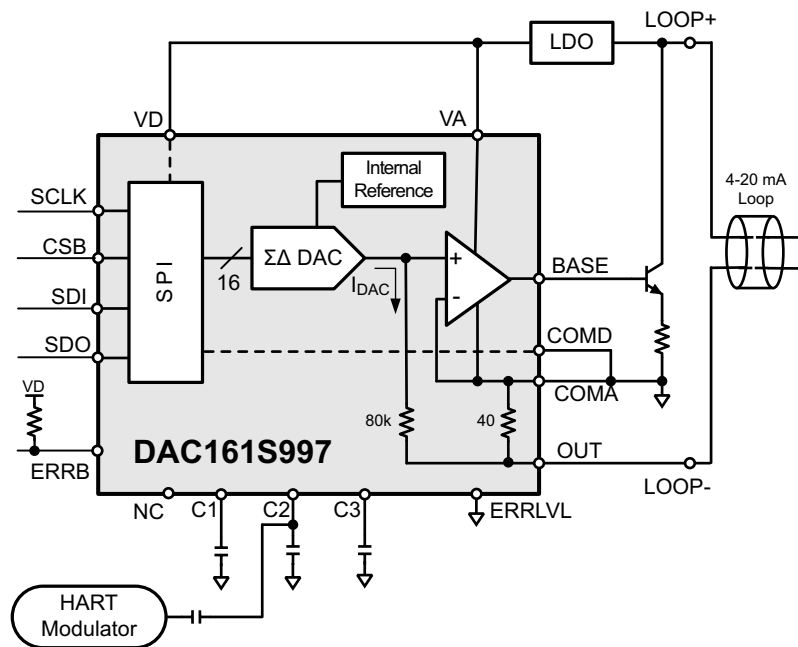 LOOP+
LDO
VD
VA
Internal
Reference
4-20 mA
Loop
SCLK
CSB
SDI
SDO
SPI
16
ΣΔ DAC
IDAC
+
-
BASE
COMD
COMA
VD
80k
40
DAC161S997
OUT
ERRB
LOOP-
NC
C1
C2
C3
ERRLVL
HART
Modulator